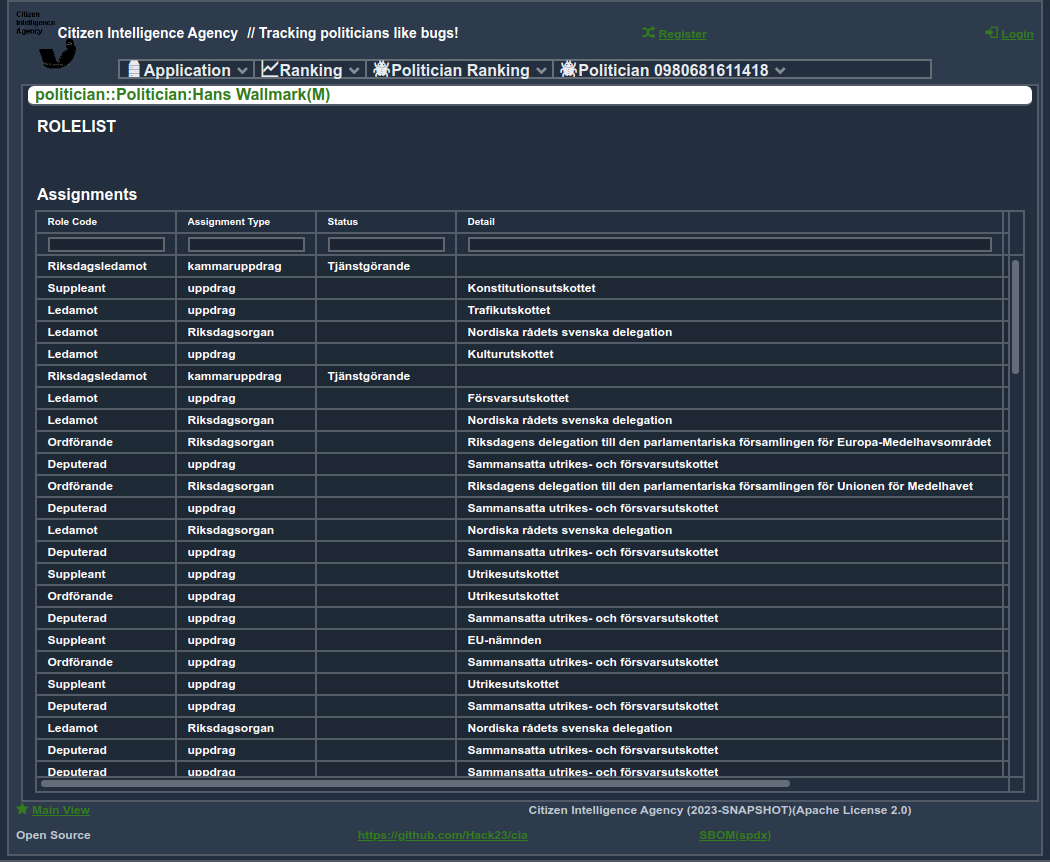 Citizen
Intelligence
Agency
Citizen Intelligence Agency // Tracking politicians like bugs!
Register
Login
Application Ranking Politician Ranking Politician 0980681611418
politician::Politician:Hans Wallmark(M)
ROLELIST
Assignments
Role Code Assignment Type Status Detail
Riksdagsledamot kammaruppdrag Tjänstgörande
Suppleant uppdrag Konstitutionsutskottet
Ledamot uppdrag Trafikutskottet
Ledamot Riksdagsorgan Nordiska rådets svenska delegation
Ledamot uppdrag Kulturutskottet
Riksdagsledamot kammaruppdrag Tjänstgörande
Ledamot uppdrag Försvarsutskottet
Ledamot Riksdagsorgan Nordiska rådets svenska delegation
Ordförande Riksdagsorgan Riksdagens delegation till den parlamentariska församlingen för Europa-Medelhavsområdet
Deputerad uppdrag Sammansatta utrikes- och försvarsutskottet
Ordförande Riksdagsorgan Riksdagens delegation till den parlamentariska församlingen för Unionen för Medelhavet
Deputerad uppdrag Sammansatta utrikes- och försvarsutskottet
Ledamot Riksdagsorgan Nordiska rådets svenska delegation
Deputerad uppdrag Sammansatta utrikes- och försvarsutskottet
Suppleant uppdrag Utrikesutskottet
Ordförande uppdrag Utrikesutskottet
Deputerad uppdrag Sammansatta utrikes- och försvarsutskottet
Suppleant uppdrag EU-nämnden
Ordförande uppdrag Sammansatta utrikes- och försvarsutskottet
Suppleant uppdrag Utrikesutskottet
Deputerad uppdrag Sammansatta utrikes- och försvarsutskottet
Ledamot Riksdagsorgan Nordiska rådets svenska delegation
Deputerad uppdrag Sammansatta utrikes- och försvarsutskottet
Deputerad uppdrag Sammansatta utrikes- och försvarsutskottet
Main View
Citizen Intelligence Agency (2023-SNAPSHOT)(Apache License 2.0)
Open Source
https://github.com/Hack23/cia
SBOM(spdx)